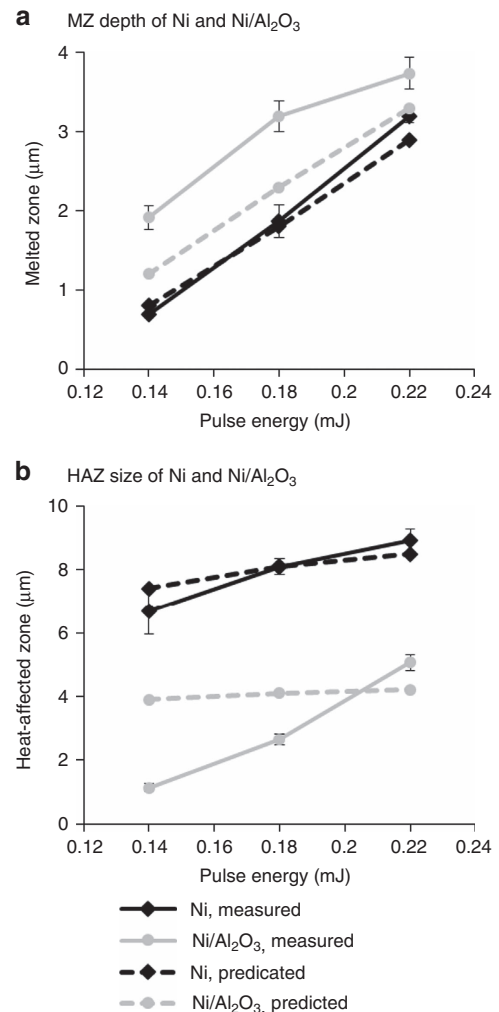 a MZ depth of Ni and Ni/Al₂O₃
4
3
2
1
0
Melted zone (μm)
0.12 0.14 0.16 0.18 0.2 0.22 0.24
Pulse energy (mJ)
b HAZ size of Ni and Ni/Al₂O₃
10
8
6
4
2
0
Heat-affected zone (μm)
0.12 0.14 0.16 0.18 0.2 0.22 0.24
Pulse energy (mJ)
Ni, measured
Ni/Al₂O₃, measured
Ni, predicated
Ni/Al₂O₃, predicted